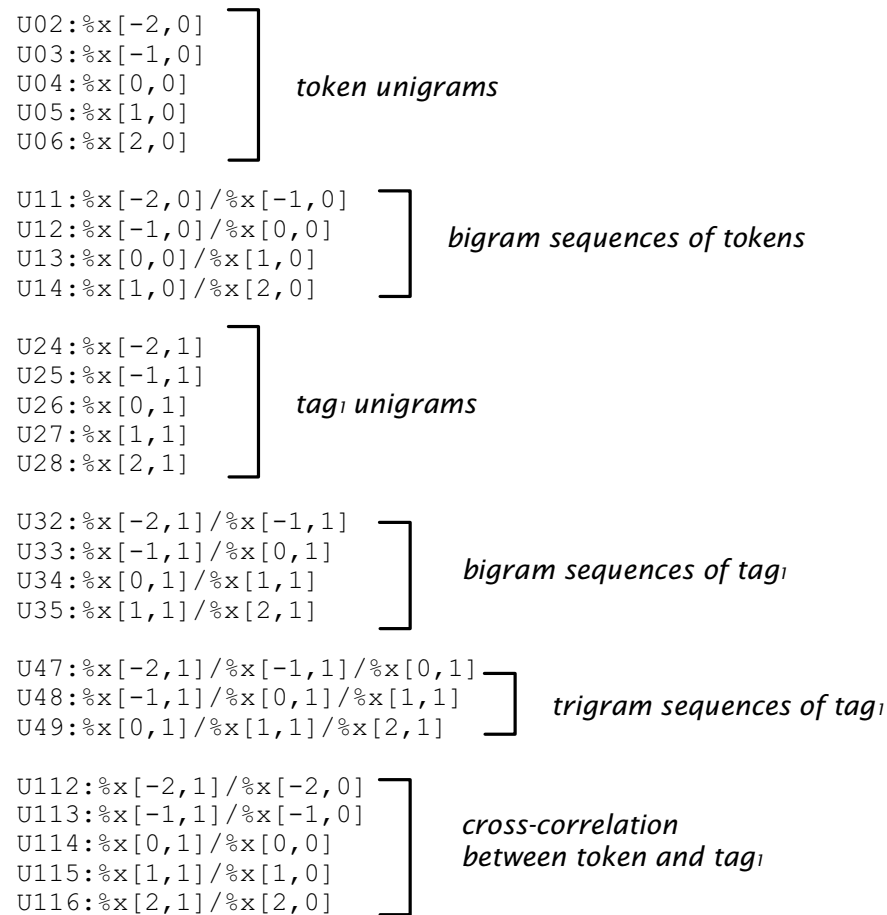 U02:%x[-2,0]
U03:%x[-1,0]
U04:%x[0,0]
U05:%x[1,0]
U06:%x[2,0]
token unigrams
U11:%x[-2,0]/%x[-1,0]
U12:%x[-1,0]/%x[0,0]
U13:%x[0,0]/%x[1,0]
U14:%x[1,0]/%x[2,0]
bigram sequences of tokens
U24:%x[-2,1]
U25:%x[-1,1]
U26:%x[0,1]
U27:%x[1,1]
U28:%x[2,1]
tag₁ unigrams
U32:%x[-2,1]/%x[-1,1]
U33:%x[-1,1]/%x[0,1]
U34:%x[0,1]/%x[1,1]
U35:%x[1,1]/%x[2,1]
bigram sequences of tag₁
U47:%x[-2,1]/%x[-1,1]/%x[0,1]
U48:%x[-1,1]/%x[0,1]/%x[1,1]
U49:%x[0,1]/%x[1,1]/%x[2,1]
trigram sequences of tag₁
U112:%x[-2,1]/%x[-2,0]
U113:%x[-1,1]/%x[-1,0]
U114:%x[0,1]/%x[0,0]
U115:%x[1,1]/%x[1,0]
U116:%x[2,1]/%x[2,0]
cross-correlation
between token and tag₁